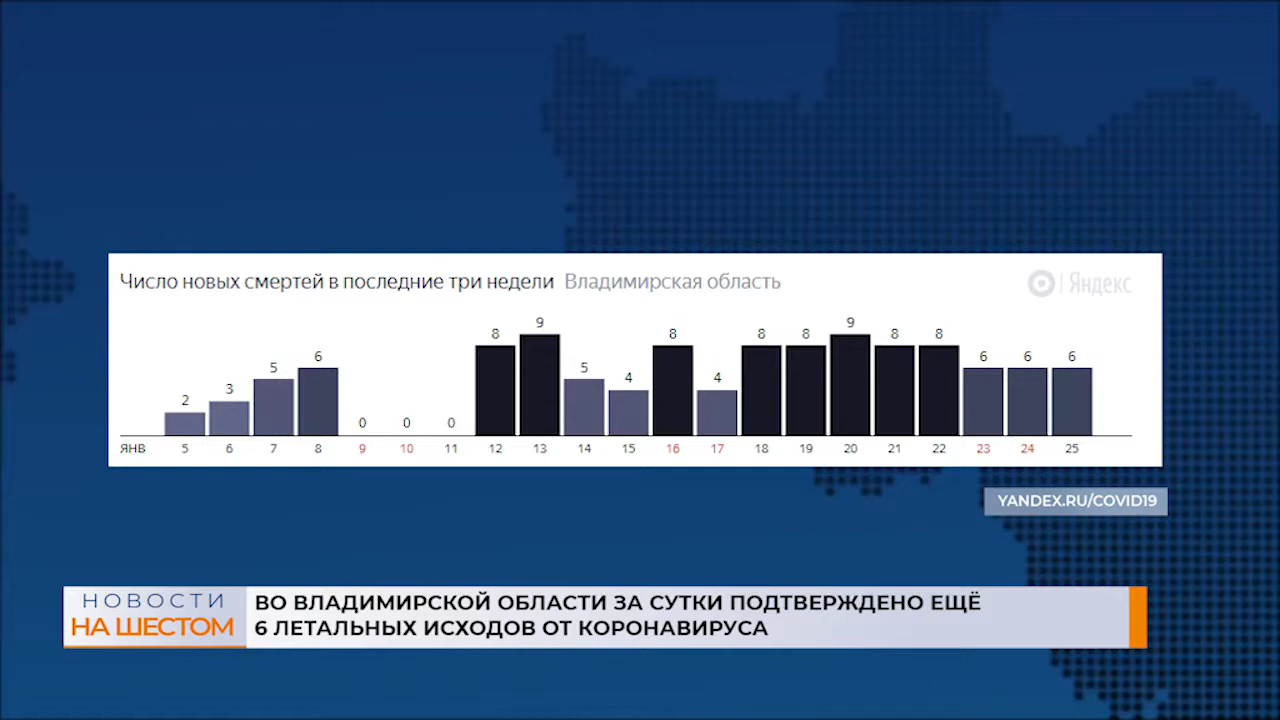 Число новых смертей в последние три недели Владимирская область
Яндекс
2 3 5 6 0 0 0 8 9 5 4 8 4 8 8 9 8 8 6 6 6
ЯНВ 5 6 7 8 9 10 11 12 13 14 15 16 17 18 19 20 21 22 23 24 25
YANDEX.RU/COVID19
НОВОСТИ
НА ШЕСТОМ
ВО ВЛАДИМИРСКОЙ ОБЛАСТИ ЗА СУТКИ ПОДТВЕРЖДЕНО ЕЩЁ
6 ЛЕТАЛЬНЫХ ИСХОДОВ ОТ КОРОНАВИРУСА